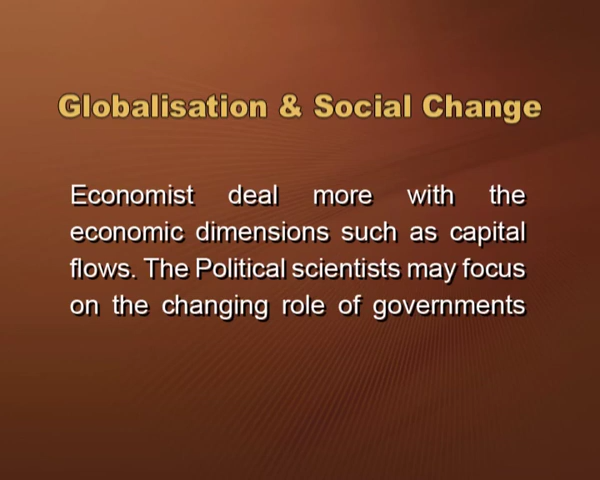 Globalisation & Social Change
Economist deal more with the
economic dimensions such as capital
flows. The Political scientists may focus
on the changing role of governments